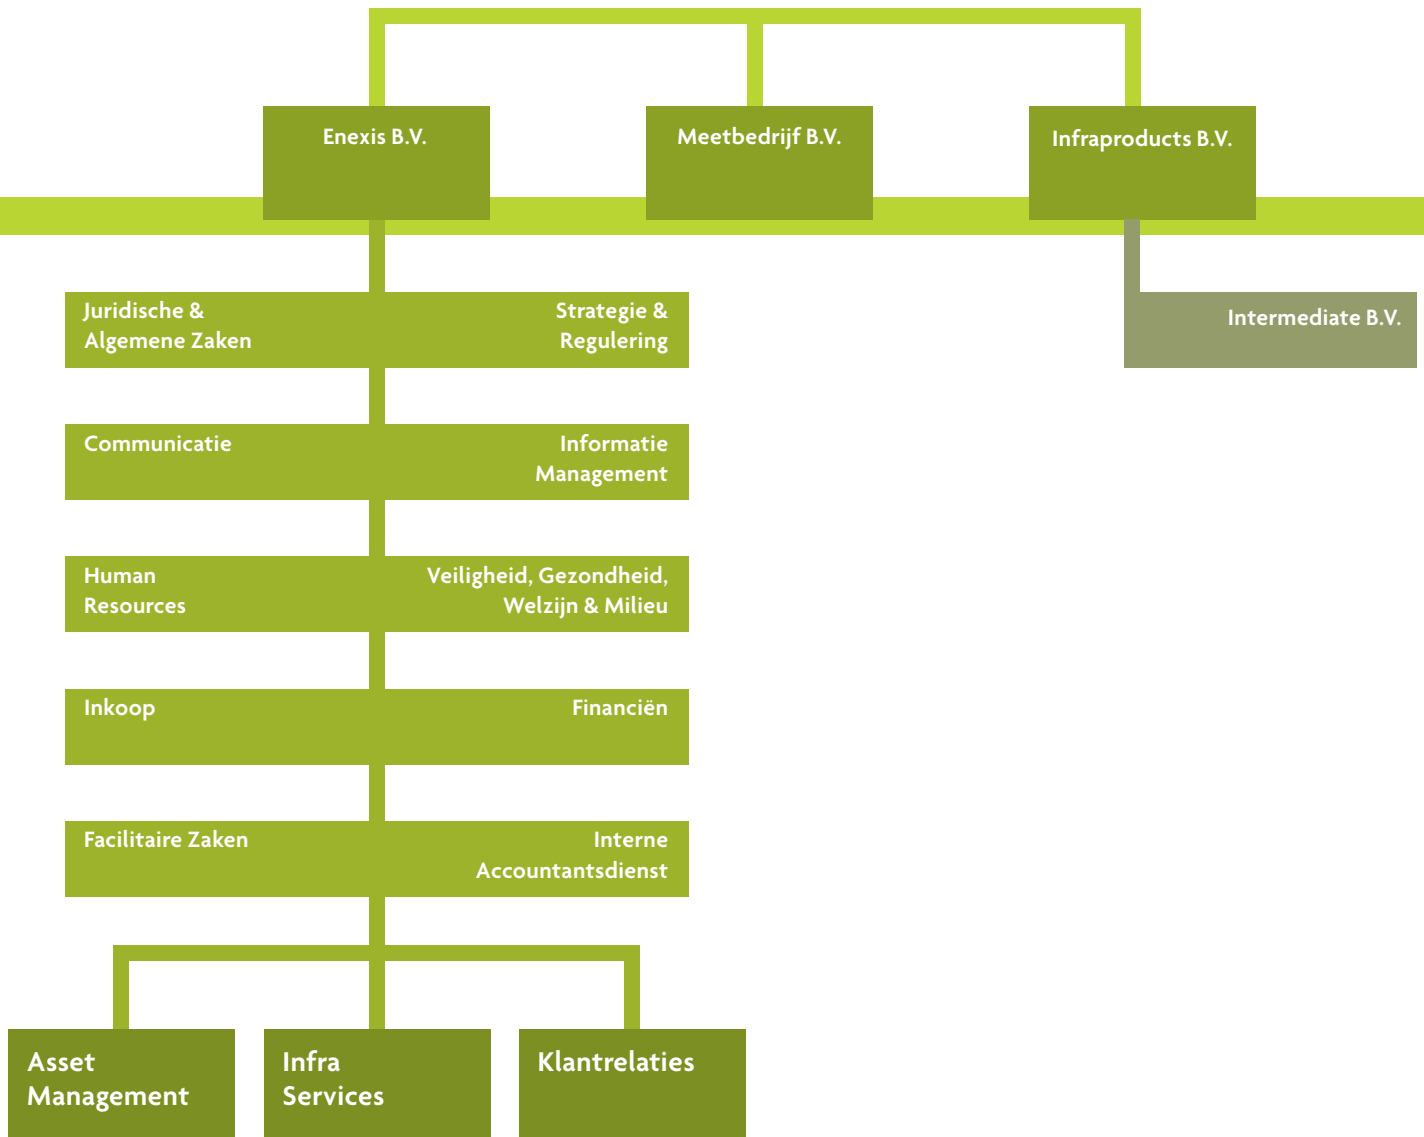 Enexis B.V.
Meetbedrijf B.V.
Infraproducts B.V.
Juridische &
Algemene Zaken
Strategie &
Regulering
Intermediate B.V.
Communicatie
Informatie
Management
Human
Resources
Veiligheid, Gezondheid,
Welzijn & Milieu
Inkoop
Financiën
Facilitaire Zaken
Interne
Accountantsdienst
Asset
Management
Infra
Services
Klantrelaties